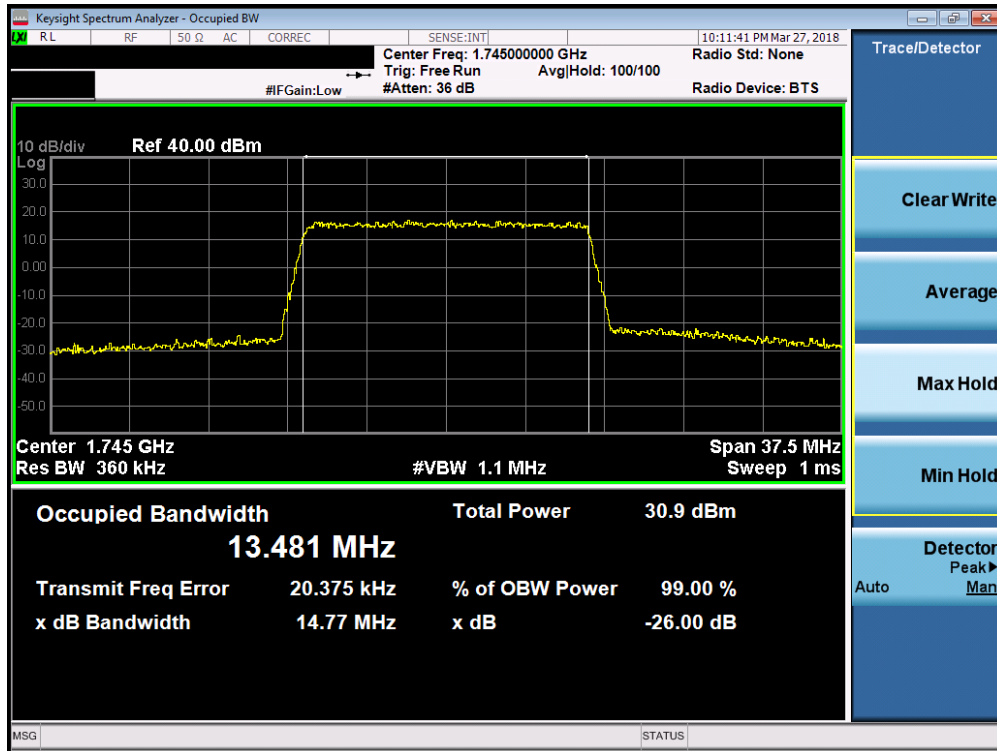 Keysight Spectrum Analyzer - Occupied BW
LXI RL RF 50 Ω AC CORREC SENSE:INT 10:11:41 PM Mar 27, 2018
Center Freq: 1.745000000 GHz Radio Std: None
Trig: Free Run Avg|Hold: 100/100
#IFGain:Low #Atten: 36 dB Radio Device: BTS
Trace/Detector
10 dB/div Ref 40.00 dBm
Log
30.0
20.0
10.0
0.00
-10.0
-20.0
-30.0
-40.0
-50.0
Center 1.745 GHz Span 37.5 MHz
Res BW 360 kHz #VBW 1.1 MHz Sweep 1 ms
Occupied Bandwidth Total Power 30.9 dBm
13.481 MHz
Transmit Freq Error 20.375 kHz % of OBW Power 99.00 %
x dB Bandwidth 14.77 MHz x dB -26.00 dB
Clear Write
Average
Max Hold
Min Hold
Detector
Peak▶
Auto Man
MSG STATUS